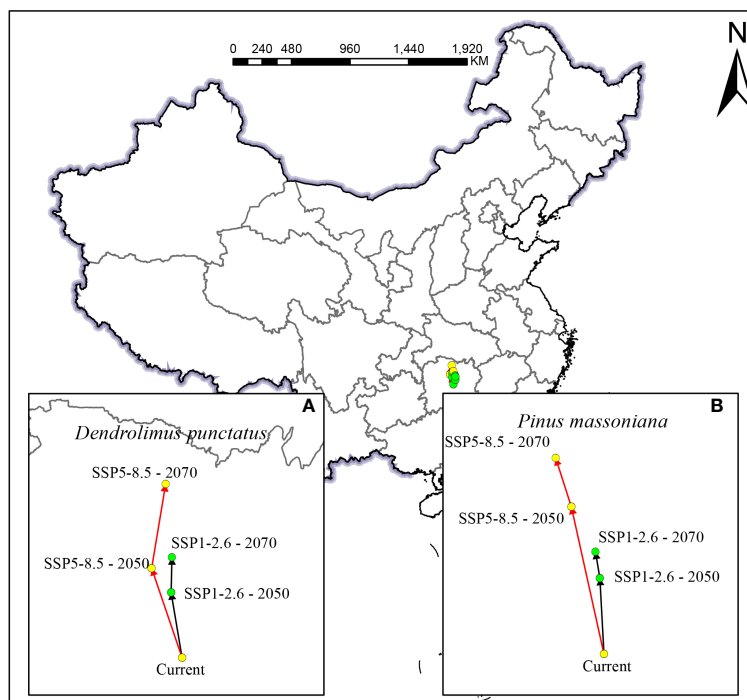 N
0 240 480 960 1,440 1,920
KM
A
Dendrolimus punctatus
SSP5-8.5 - 2070
SSP1-2.6 - 2070
SSP5-8.5 - 2050
SSP1-2.6 - 2050
Current
B
Pinus massoniana
SSP5-8.5 - 2070
SSP5-8.5 - 2050
SSP1-2.6 - 2070
SSP1-2.6 - 2050
Current